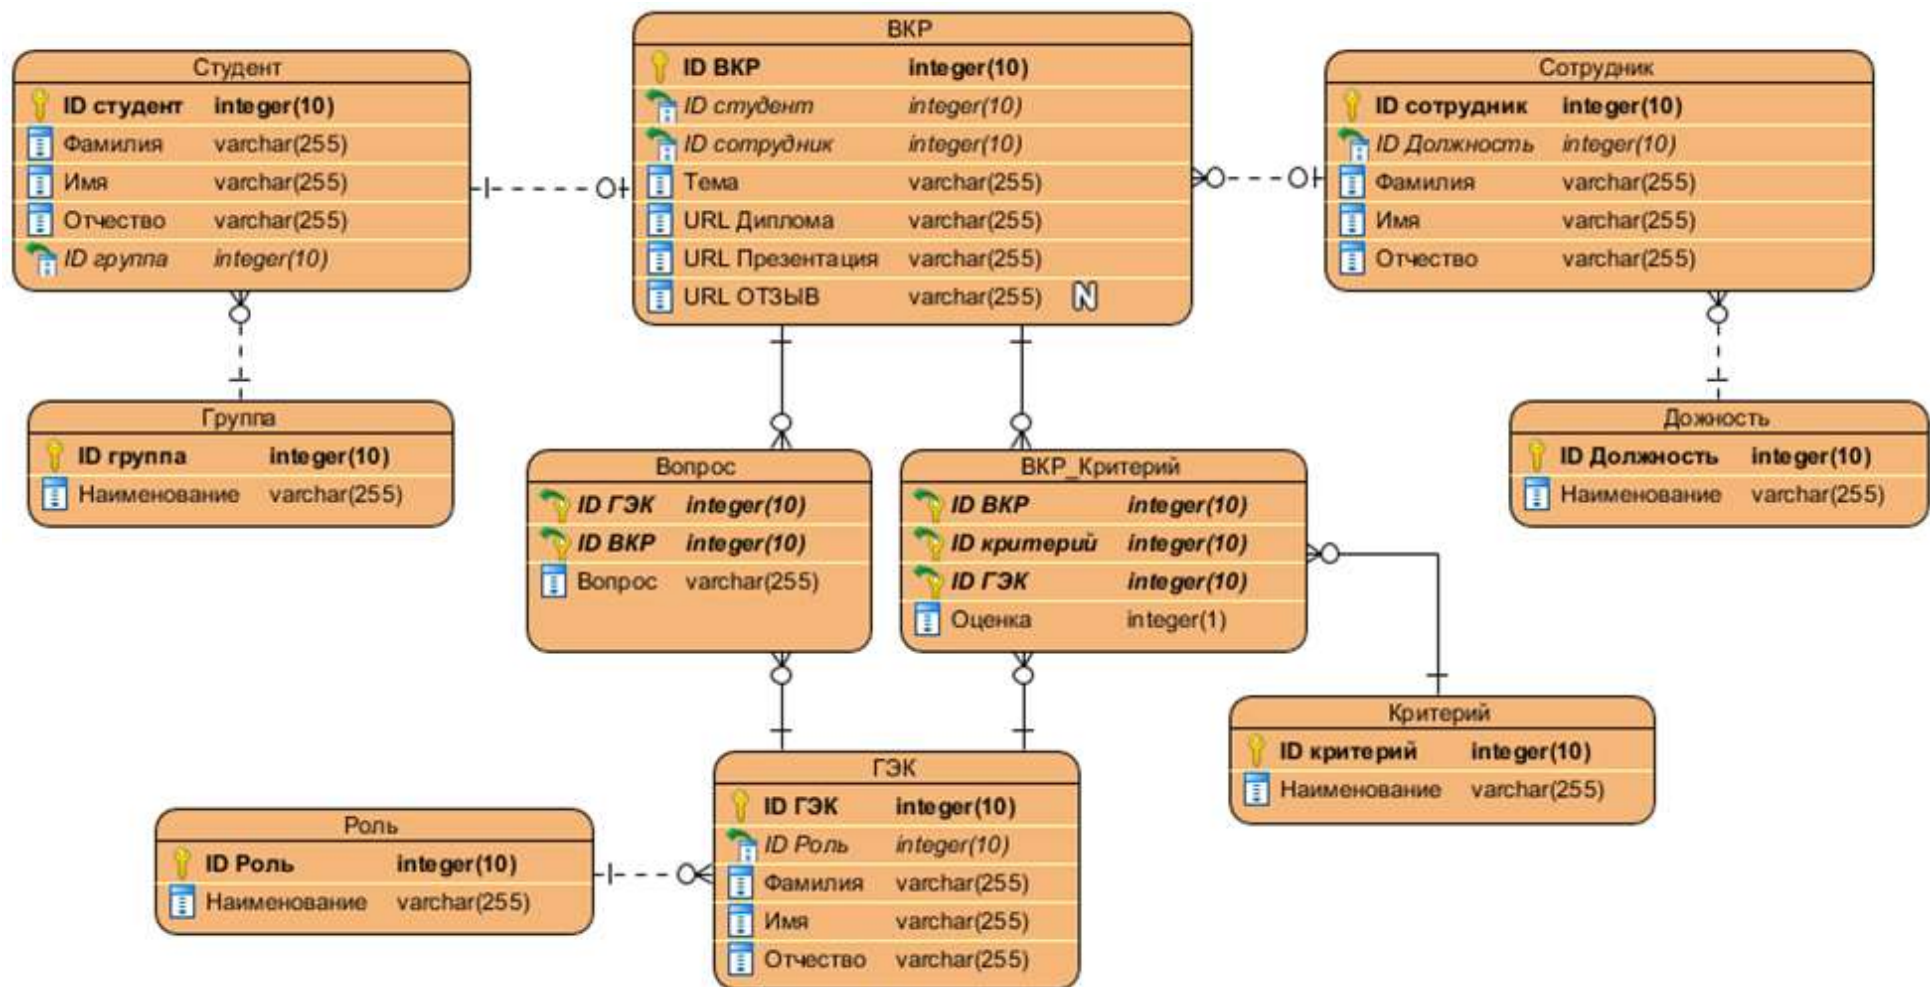 Студент
ID студент integer(10)
Фамилия varchar(255)
Имя varchar(255)
Отчество varchar(255)
ID группа integer(10)
ВКР
ID ВКР integer(10)
ID студент integer(10)
ID сотрудник integer(10)
Тема varchar(255)
URL Диплома varchar(255)
URL Презентация varchar(255)
URL ОТЗЫВ varchar(255) N
Сотрудник
ID сотрудник integer(10)
ID Должность integer(10)
Фамилия varchar(255)
Имя varchar(255)
Отчество varchar(255)
Группа
ID группа integer(10)
Наименование varchar(255)
Вопрос
ID ГЭК integer(10)
ID ВКР integer(10)
Вопрос varchar(255)
ВКР_Критерий
ID ВКР integer(10)
ID критерий integer(10)
ID ГЭК integer(10)
Оценка integer(1)
Дожность
ID Должность integer(10)
Наименование varchar(255)
Критерий
ID критерий integer(10)
Наименование varchar(255)
Роль
ID Роль integer(10)
Наименование varchar(255)
ГЭК
ID ГЭК integer(10)
ID Роль integer(10)
Фамилия varchar(255)
Имя varchar(255)
Отчество varchar(255)